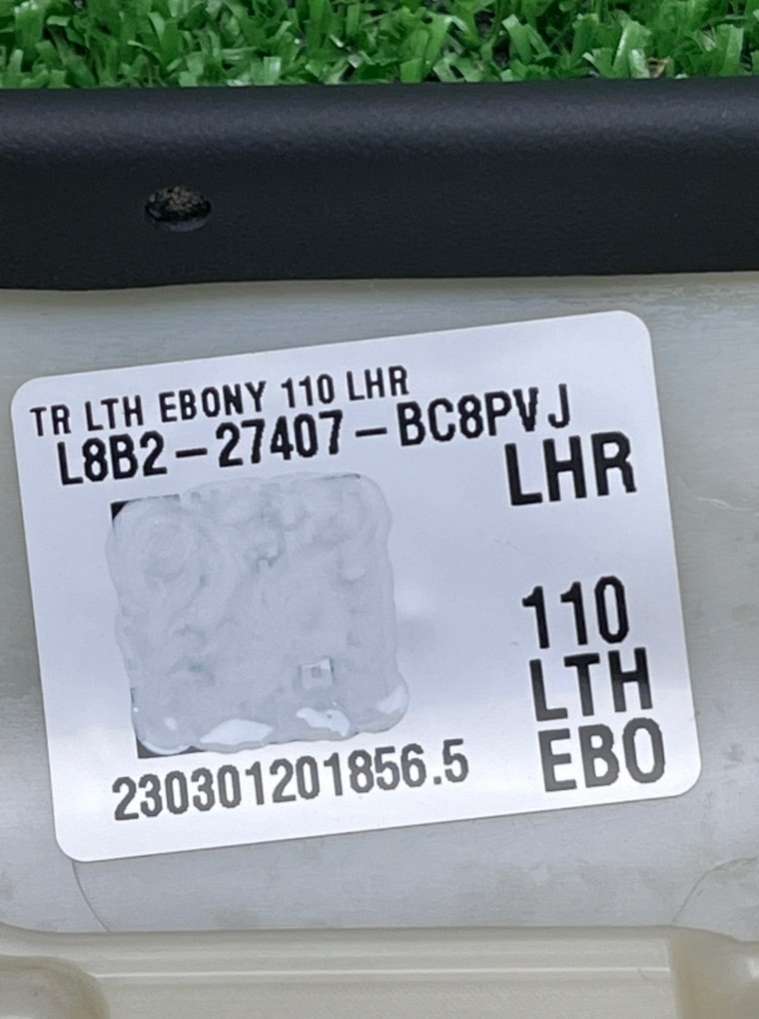 TR LTH EBONY 110 LHR
L8B2-27407-BC8PVJ
LHR
110
LTH
EBO
230301201856.5